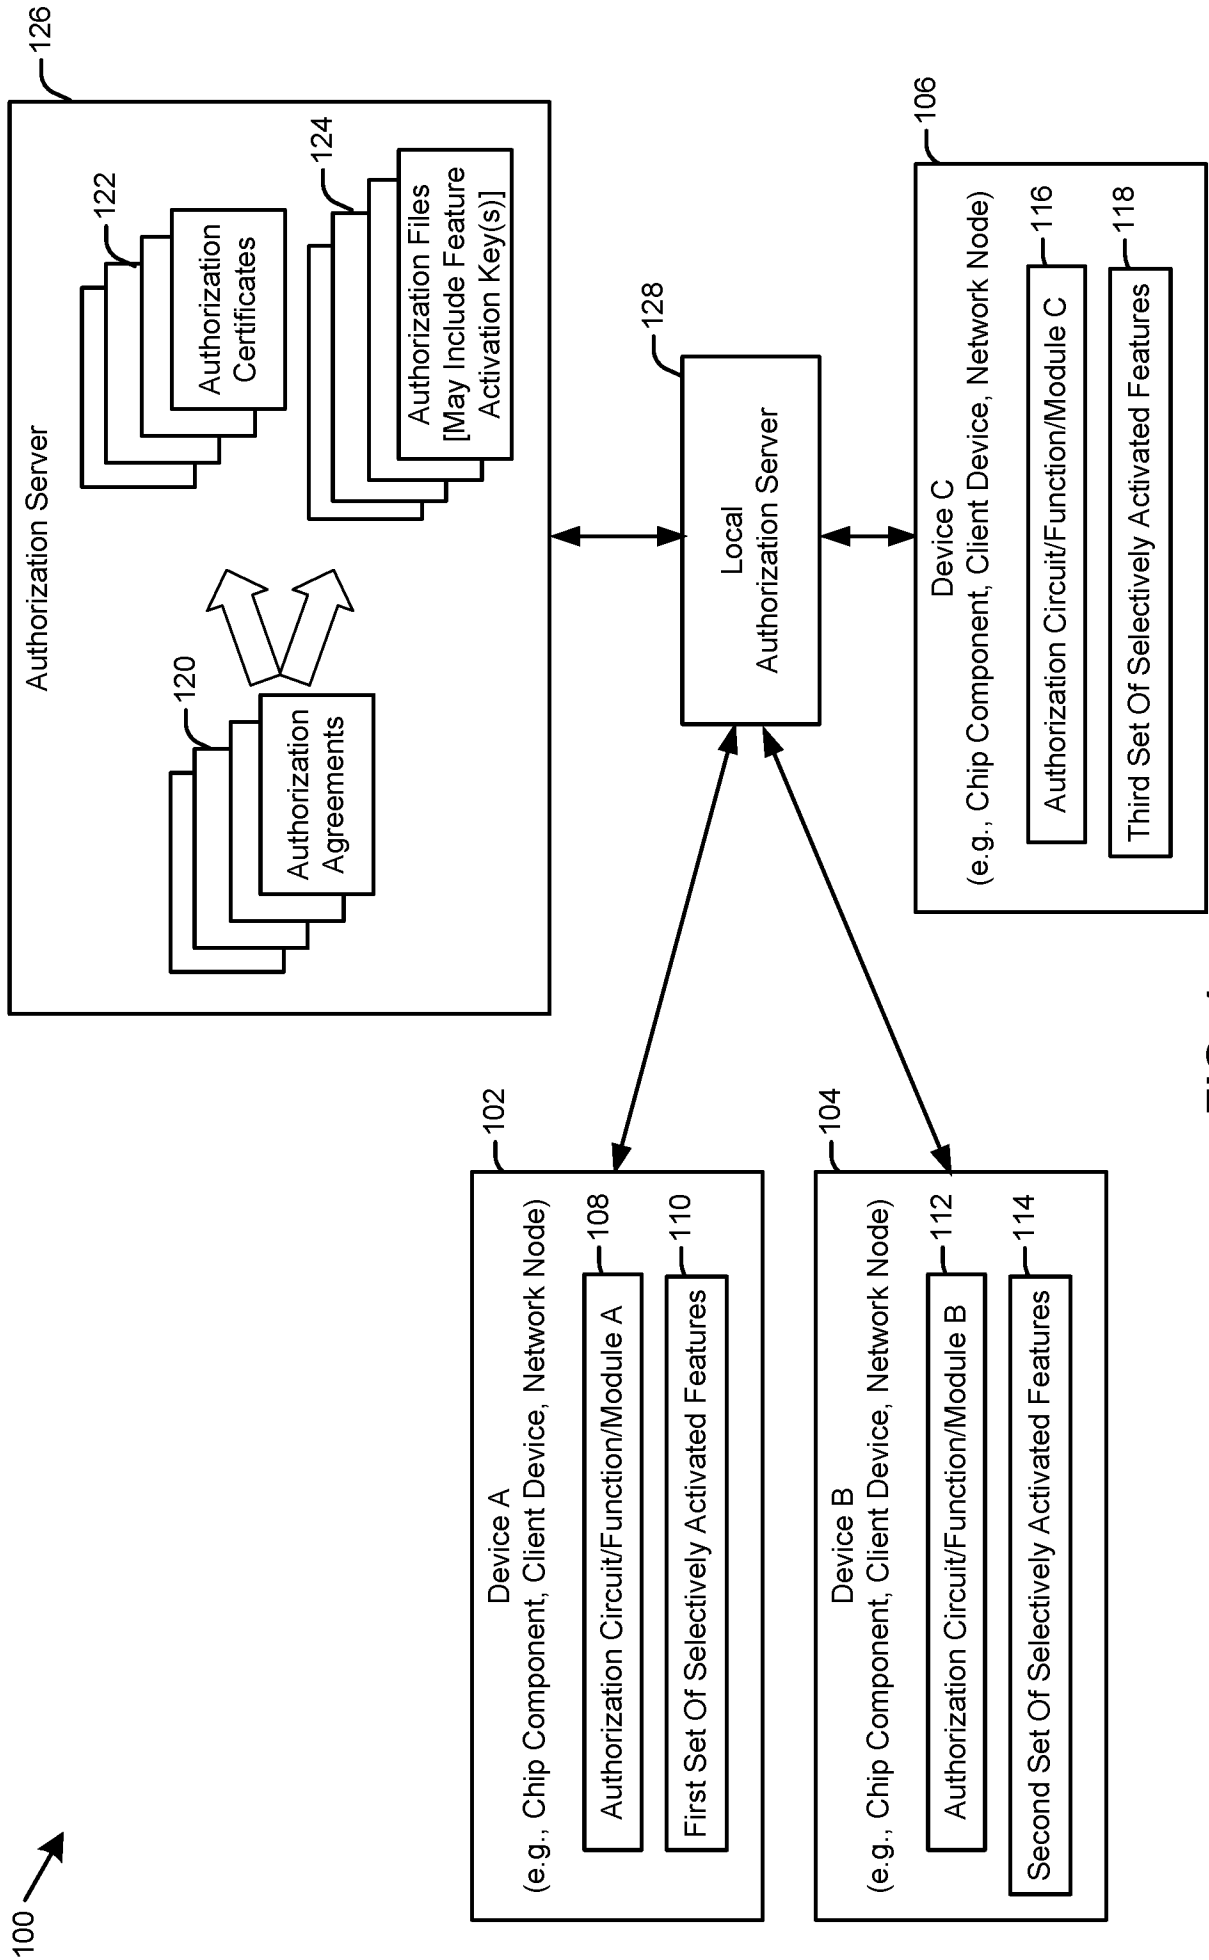 100
Authorization Server
126
120
Authorization
Agreements
122
Authorization
Certificates
124
Authorization Files
[May Include Feature
Activation Key(s)]
102
Device A
(e.g., Chip Component, Client Device, Network Node)
108
Authorization Circuit/Function/Module A
110
First Set Of Selectively Activated Features
128
Local
Authorization Server
104
Device B
(e.g., Chip Component, Client Device, Network Node)
112
Authorization Circuit/Function/Module B
114
Second Set Of Selectively Activated Features
106
Device C
(e.g., Chip Component, Client Device, Network Node)
116
Authorization Circuit/Function/Module C
118
Third Set Of Selectively Activated Features